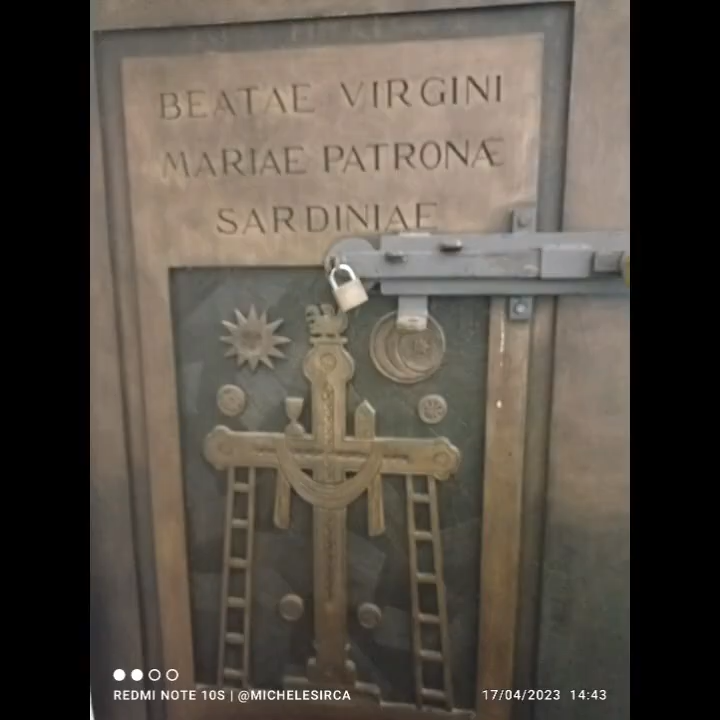 BEATAE VIRGINI
MARIAE PATRONÆ
SARDINIAE
REDMI NOTE 10S | @MICHELESIRCA
17/04/2023 14:43